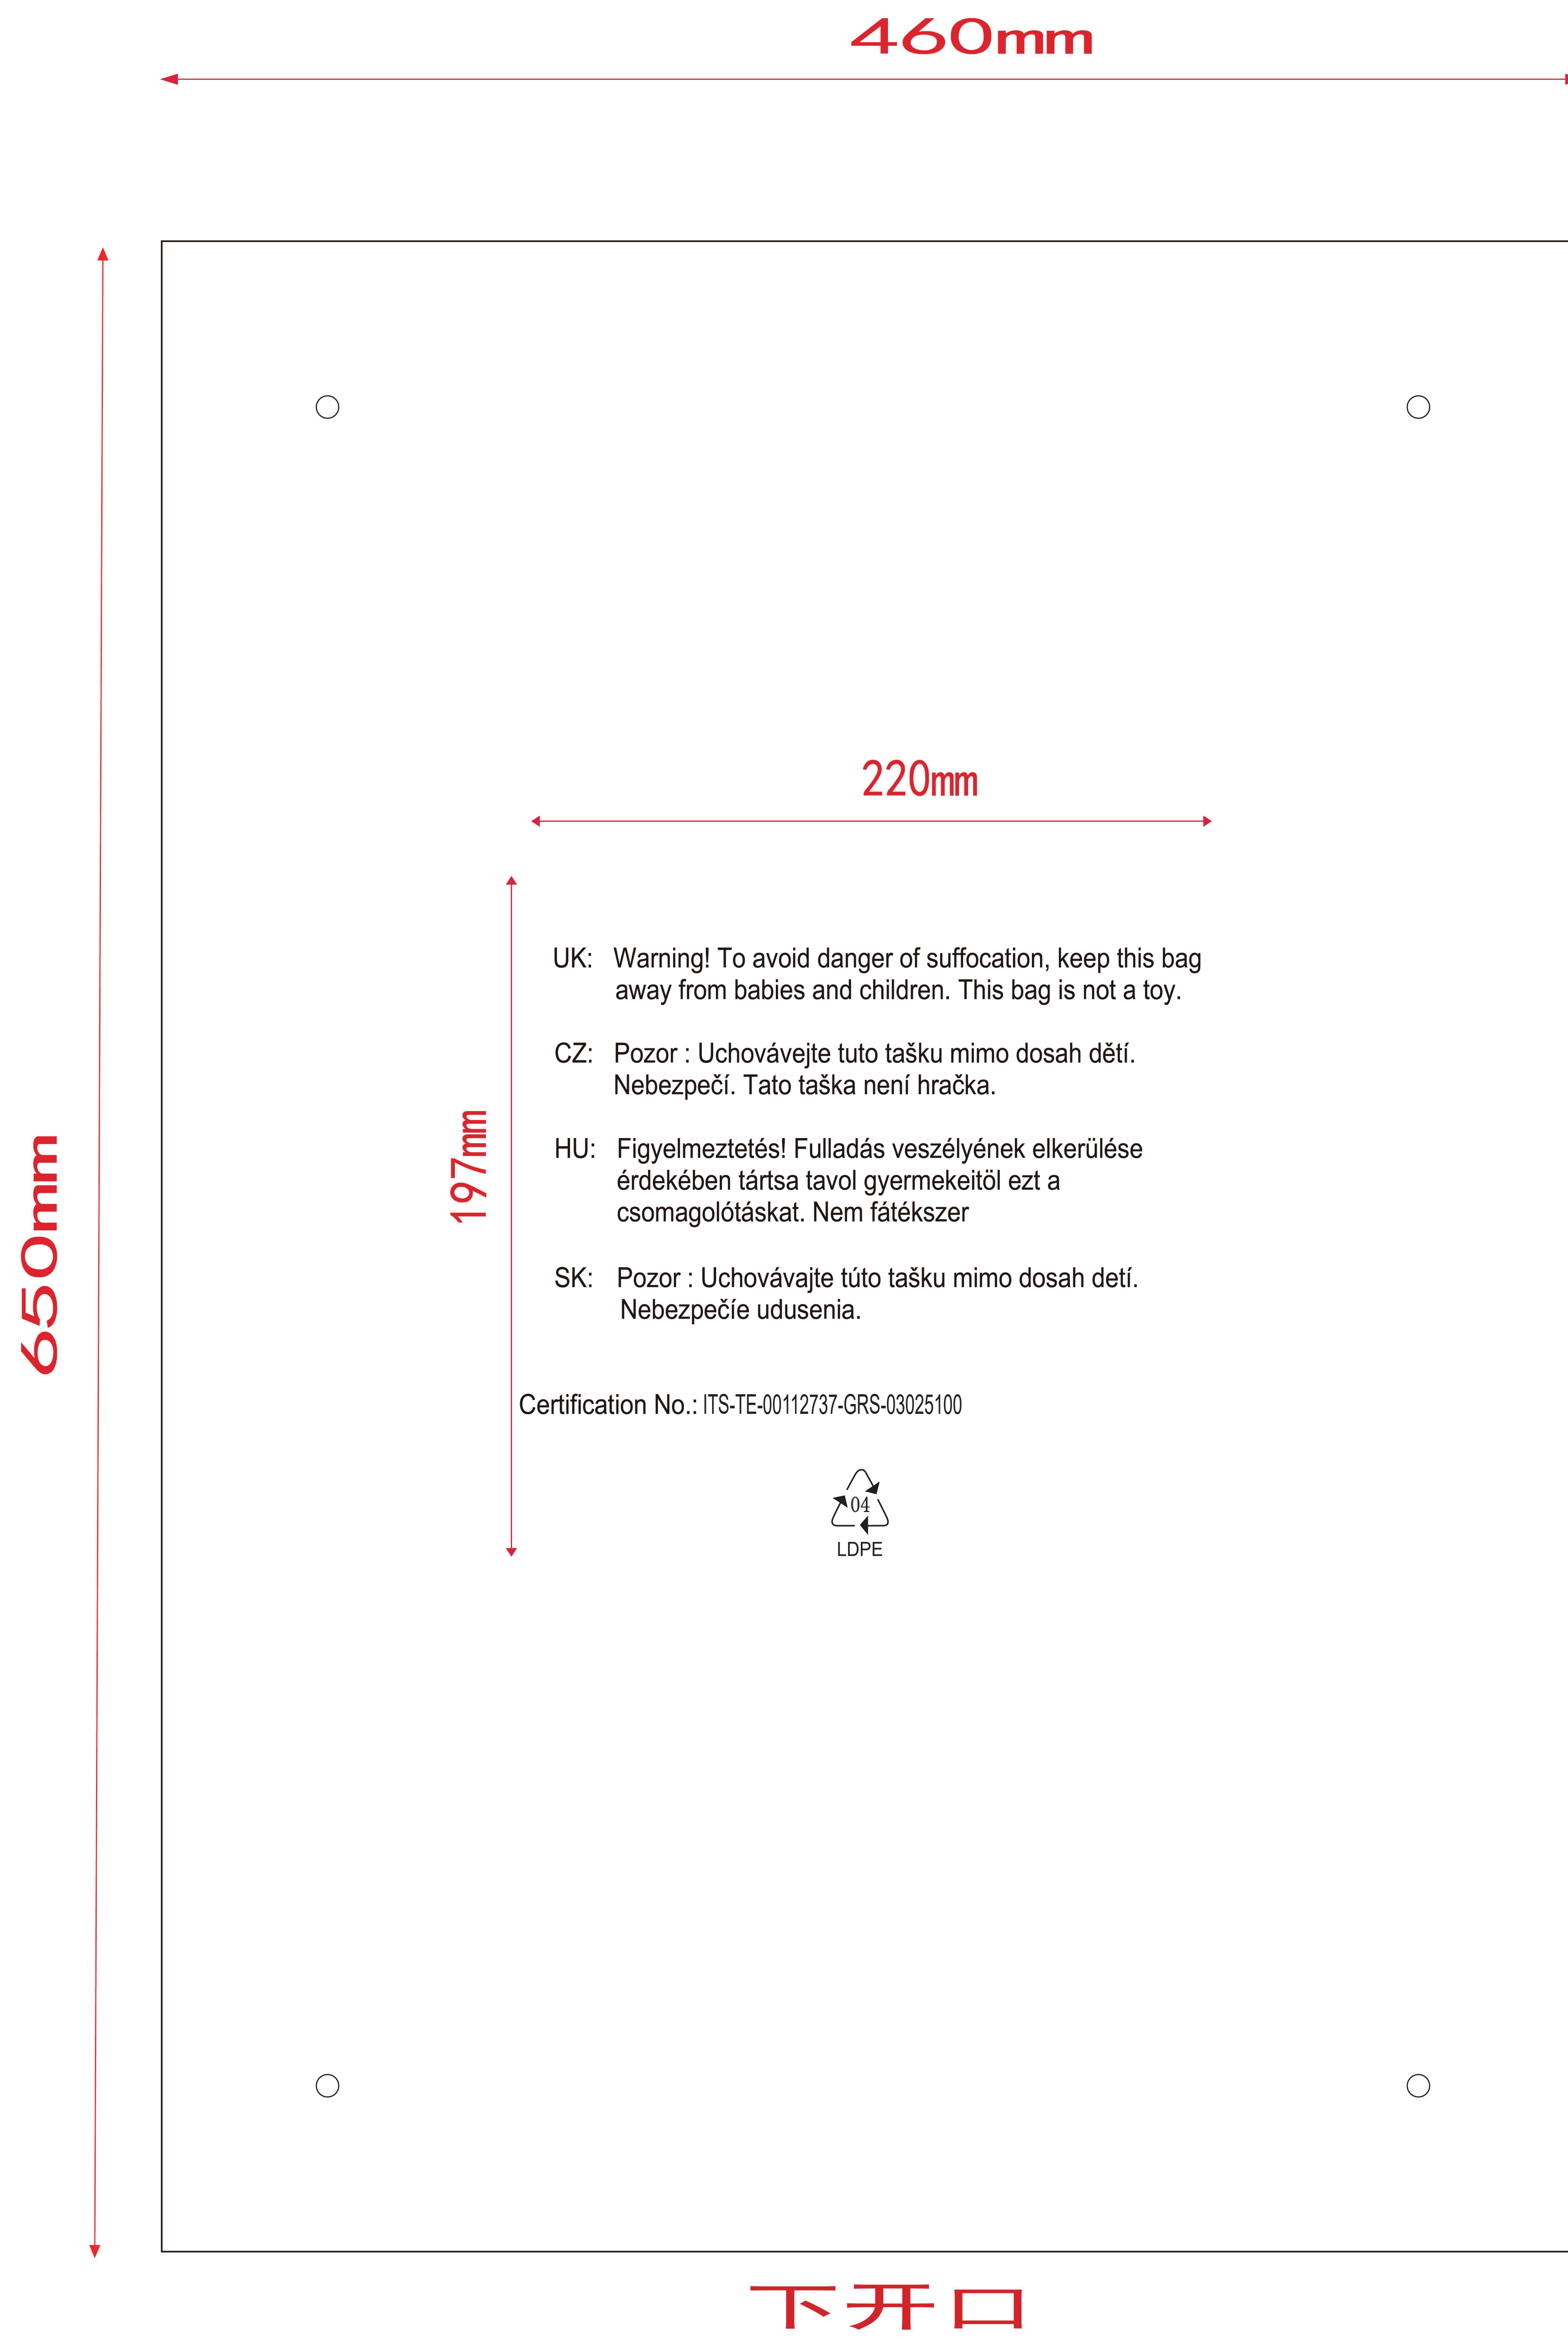 460mm
650mm
220mm
197mm
UK: Warning! To avoid danger of suffocation, keep this bag
away from babies and children. This bag is not a toy.
CZ: Pozor : Uchovávejte tuto tašku mimo dosah dětí.
Nebezpečí. Tato taška není hračka.
HU: Figyelmeztetés! Fulladás veszélyének elkerülése
érdekében tártsa tavol gyermekeitöl ezt a
csomagolótáskat. Nem fátékszer
SK: Pozor : Uchovávajte túto tašku mimo dosah detí.
Nebezpečíe udusenia.
Certification No.: ITS-TE-00112737-GRS-03025100
04
LDPE
下开口